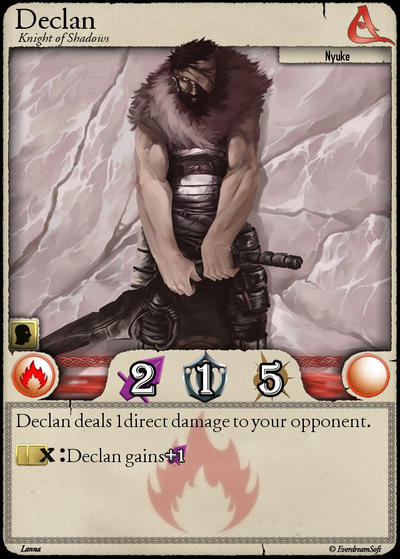 Declan
Knight of Shadows
Nyuke
2 1 5
Declan deals 1direct damage to your opponent.
X :Declan gains+1
Lanna
© EverdreamSoft